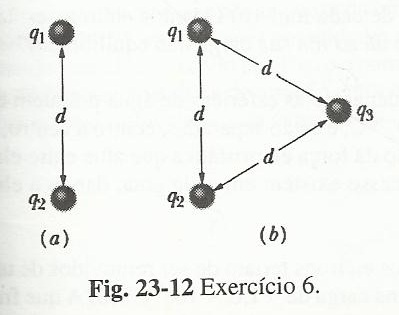 q₁ q₁
d d d q₃
d
q₂ q₂
(a) (b)
Fig. 23-12 Exercício 6.